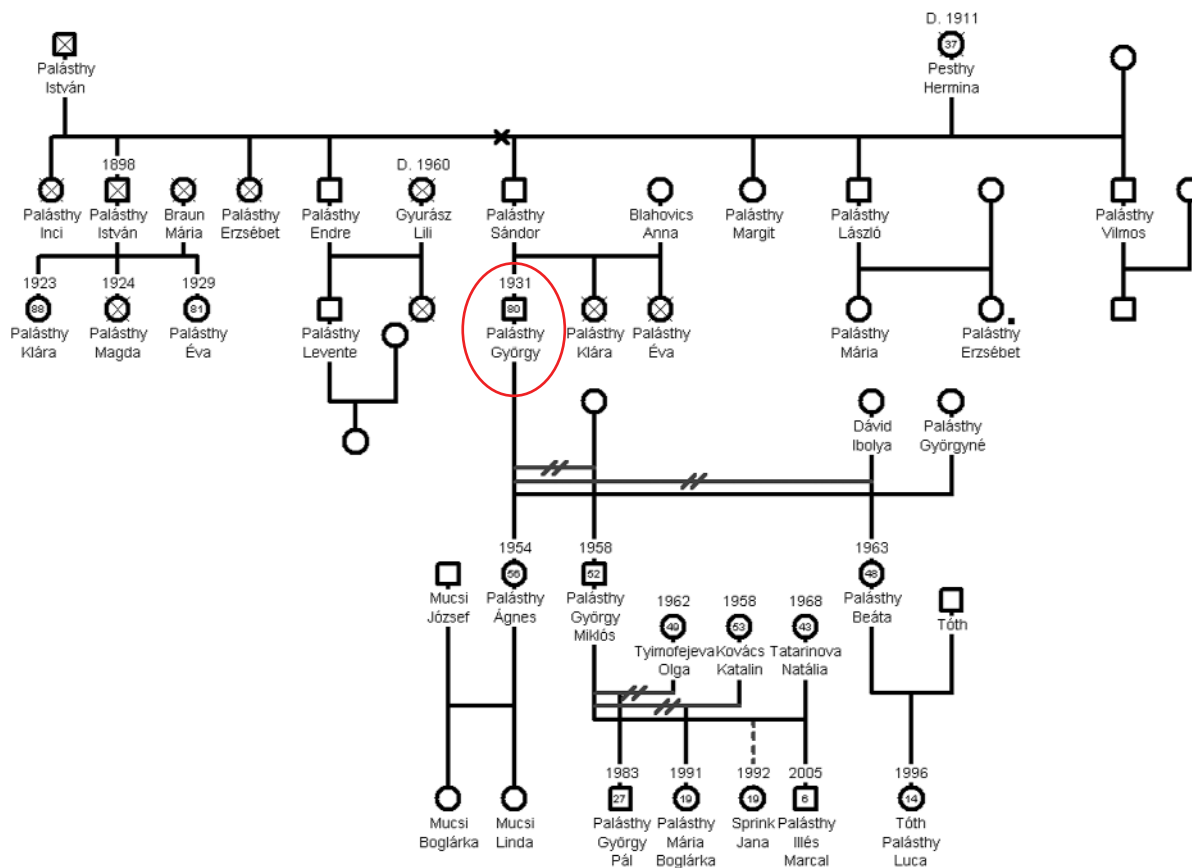 D. 1911
37
Palásthy
István
Pesthy
Hermina
1898
D. 1960
Palásthy
Inci
Palásthy
István
Braun
Mária
Palásthy
Erzsébet
Palásthy
Endre
Gyurász
Lili
Palásthy
Sándor
Blahovics
Anna
Palásthy
Margit
Palásthy
László
Palásthy
Vilmos
1923
1924
1929
1931
88
81
80
Palásthy
Klára
Palásthy
Magda
Palásthy
Éva
Palásthy
Levente
Palásthy
György
Palásthy
Klára
Palásthy
Éva
Palásthy
Mária
Palásthy
Erzsébet
Dávid
Ibolya
Palásthy
Györgyné
1954
1958
1963
56
52
48
Mucsi
József
Palásthy
Ágnes
Palásthy
György
Miklós
Palásthy
Beáta
Tóth
1962
1958
1968
49
53
43
Tyimofejeva
Olga
Kovács
Katalin
Tatarinova
Natália
1983
1991
1992
2005
1996
27
19
19
6
14
Mucsi
Boglárka
Mucsi
Linda
Palásthy
György
Pál
Palásthy
Mária
Boglárka
Sprink
Jana
Palásthy
Illés
Marcal
Tóth
Palásthy
Luca